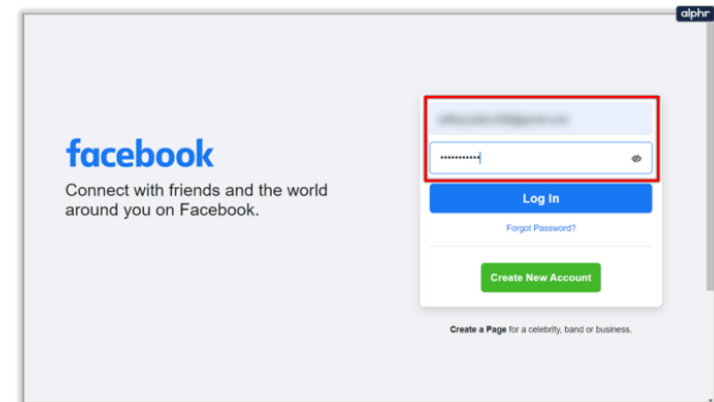 alphr
facebook
Connect with friends and the world
around you on Facebook.
Log In
Forgot Password?
Create New Account
Create a Page for a celebrity, band or business.